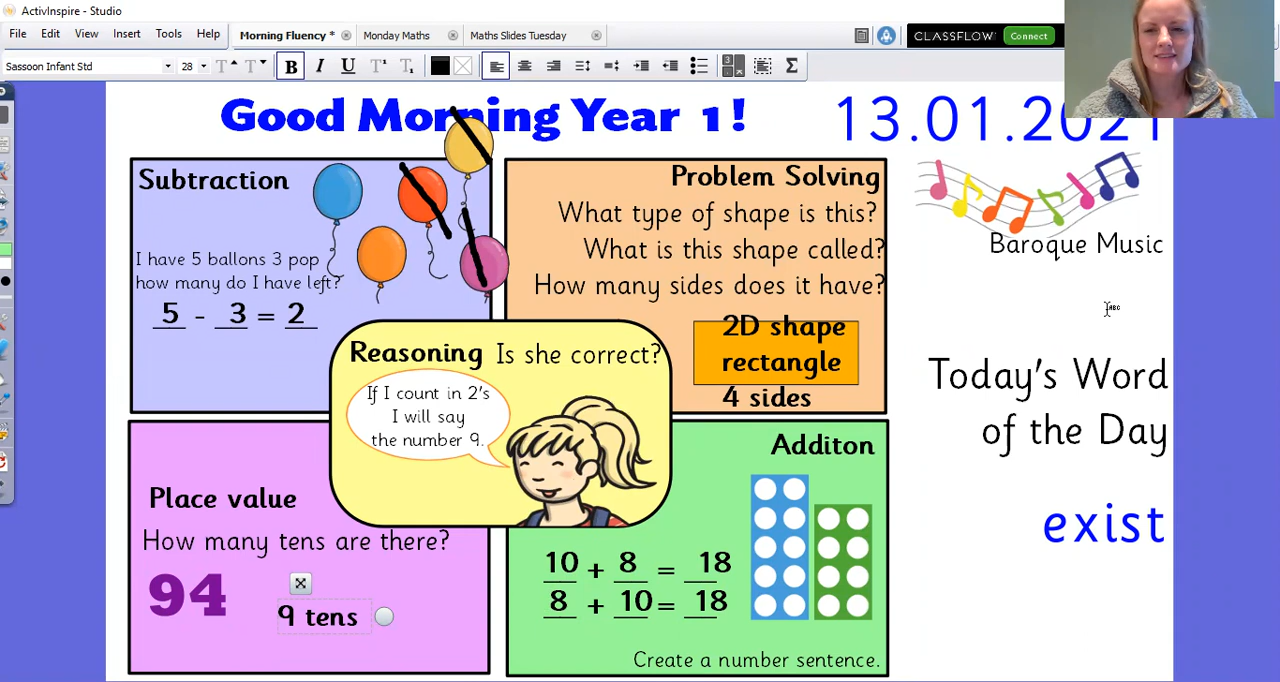 ActivInspire - Studio
File Edit View Insert Tools Help
Morning Fluency *
Monday Maths
Maths Slides Tuesday
CLASSFLOW
Connect
Sassoon Infant Std
28
B I U
Good Morning Year 1!
13.01.2021
Subtraction
I have 5 ballons 3 pop
how many do I have left?
5 - 3 = 2
Problem Solving
What type of shape is this?
What is this shape called?
How many sides does it have?
2D shape
rectangle
4 sides
Baroque Music
Reasoning Is she correct?
If I count in 2's
I will say
the number 9.
Today's Word
of the Day
exist
Place value
How many tens are there?
94
9 tens
Additon
10 + 8 = 18
8 + 10 = 18
Create a number sentence.